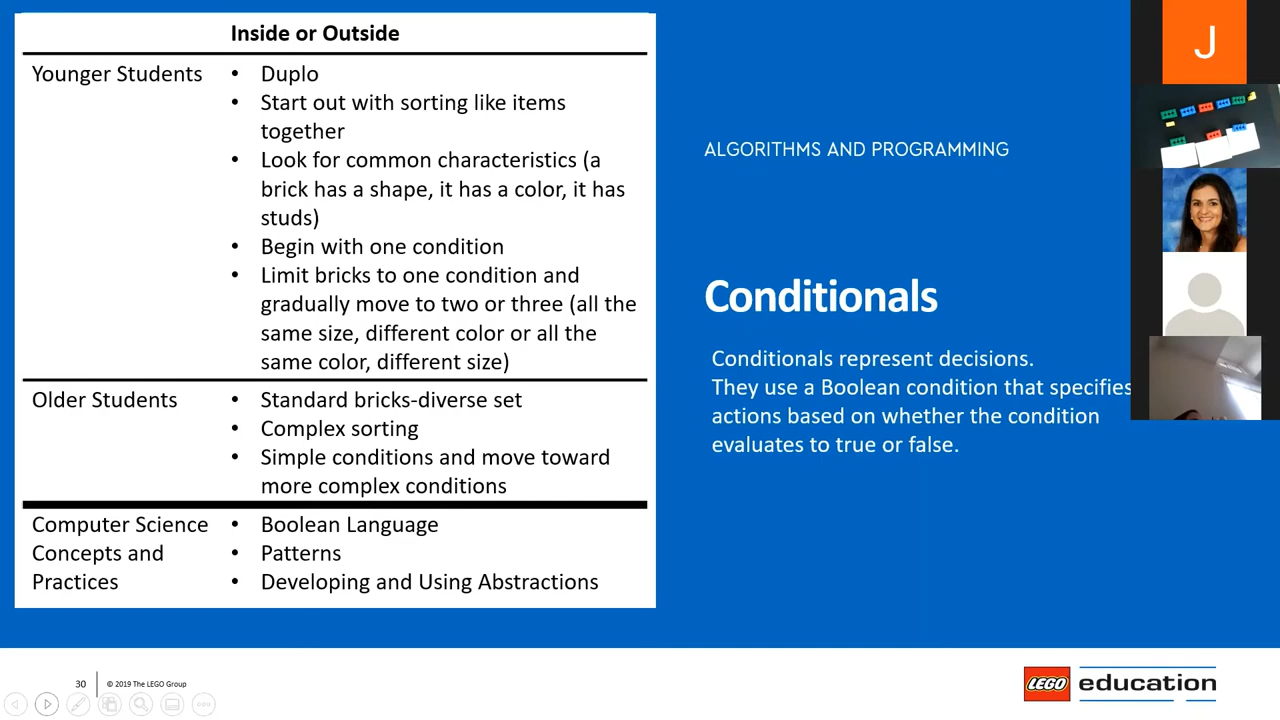 Inside or Outside
Younger Students
• Duplo
• Start out with sorting like items
together
• Look for common characteristics (a
brick has a shape, it has a color, it has
studs)
• Begin with one condition
• Limit bricks to one condition and
gradually move to two or three (all the
same size, different color or all the
same color, different size)
Older Students
• Standard bricks-diverse set
• Complex sorting
• Simple conditions and move toward
more complex conditions
Computer Science
Concepts and
Practices
• Boolean Language
• Patterns
• Developing and Using Abstractions
ALGORITHMS AND PROGRAMMING
Conditionals
Conditionals represent decisions.
They use a Boolean condition that specifies
actions based on whether the condition
evaluates to true or false.
J
30
© 2019 The LEGO Group
LEGO education